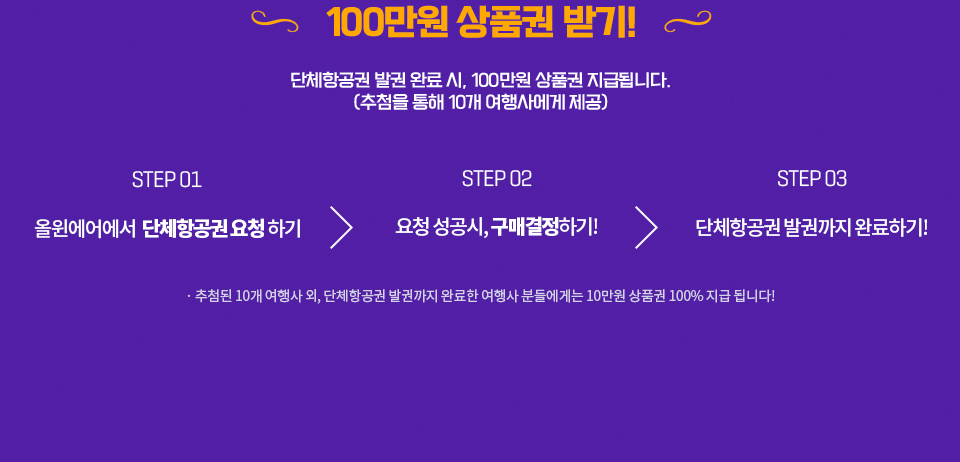 100만원 상품권 받기!
단체항공권 발권 완료 시, 100만원 상품권 지급됩니다.
(추첨을 통해 10개 여행사에게 제공)
STEP 01
올윈에어에서 단체항공권 요청 하기
STEP 02
요청 성공시, 구매결정하기!
STEP 03
단체항공권 발권까지 완료하기!
· 추첨된 10개 여행사 외, 단체항공권 발권까지 완료한 여행사 분들에게는 10만원 상품권 100% 지급 됩니다!